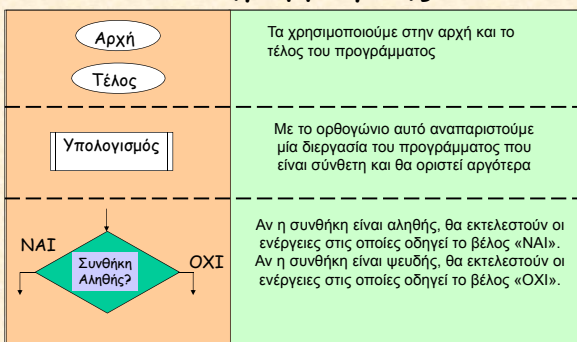 Αρχή
Τέλος
Τα χρησιμοποιούμε στην αρχή και το
τέλος του προγράμματος
Υπολογισμός
Με το ορθογώνιο αυτό αναπαριστούμε
μία διεργασία του προγράμματος που
είναι σύνθετη και θα οριστεί αργότερα
ΝΑΙ
Συνθήκη
Αληθής?
ΟΧΙ
Αν η συνθήκη είναι αληθής, θα εκτελεστούν οι
ενέργειες στις οποίες οδηγεί το βέλος «ΝΑΙ».
Αν η συνθήκη είναι ψευδής, θα εκτελεστούν οι
ενέργειες στις οποίες οδηγεί το βέλος «ΟΧΙ».